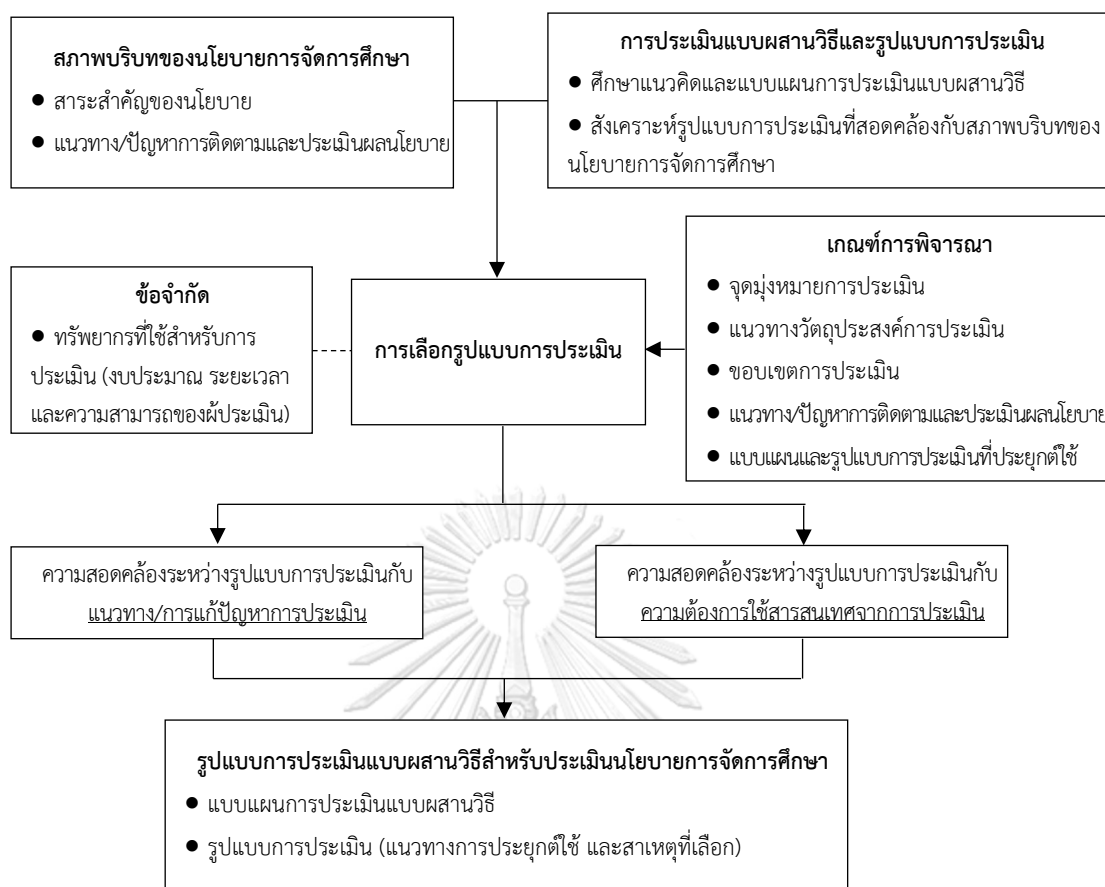 สภาพบริบทของนโยบายการจัดการศึกษา
● สาระสำคัญของนโยบาย
● แนวทาง/ปัญหาการติดตามและประเมินผลนโยบาย
การประเมินแบบผสานวิธีและรูปแบบการประเมิน
● ศึกษาแนวคิดและแบบแผนการประเมินแบบผสานวิธี
● สังเคราะห์รูปแบบการประเมินที่สอดคล้องกับสภาพบริบทของ
นโยบายการจัดการศึกษา
ข้อจำกัด
● ทรัพยากรที่ใช้สำหรับการ
ประเมิน (งบประมาณ ระยะเวลา
และความสามารถของผู้ประเมิน)
การเลือกรูปแบบการประเมิน
เกณฑ์การพิจารณา
● จุดมุ่งหมายการประเมิน
● แนวทางวัตถุประสงค์การประเมิน
● ขอบเขตการประเมิน
● แนวทาง/ปัญหาการติดตามและประเมินผลนโยบาย
● แบบแผนและรูปแบบการประเมินที่ประยุกต์ใช้
ความสอดคล้องระหว่างรูปแบบการประเมินกับ
แนวทาง/การแก้ปัญหาการประเมิน
ความสอดคล้องระหว่างรูปแบบการประเมินกับ
ความต้องการใช้สารสนเทศจากการประเมิน
รูปแบบการประเมินแบบผสานวิธีสำหรับประเมินนโยบายการจัดการศึกษา
● แบบแผนการประเมินแบบผสานวิธี
● รูปแบบการประเมิน (แนวทางการประยุกต์ใช้ และสาเหตุที่เลือก)